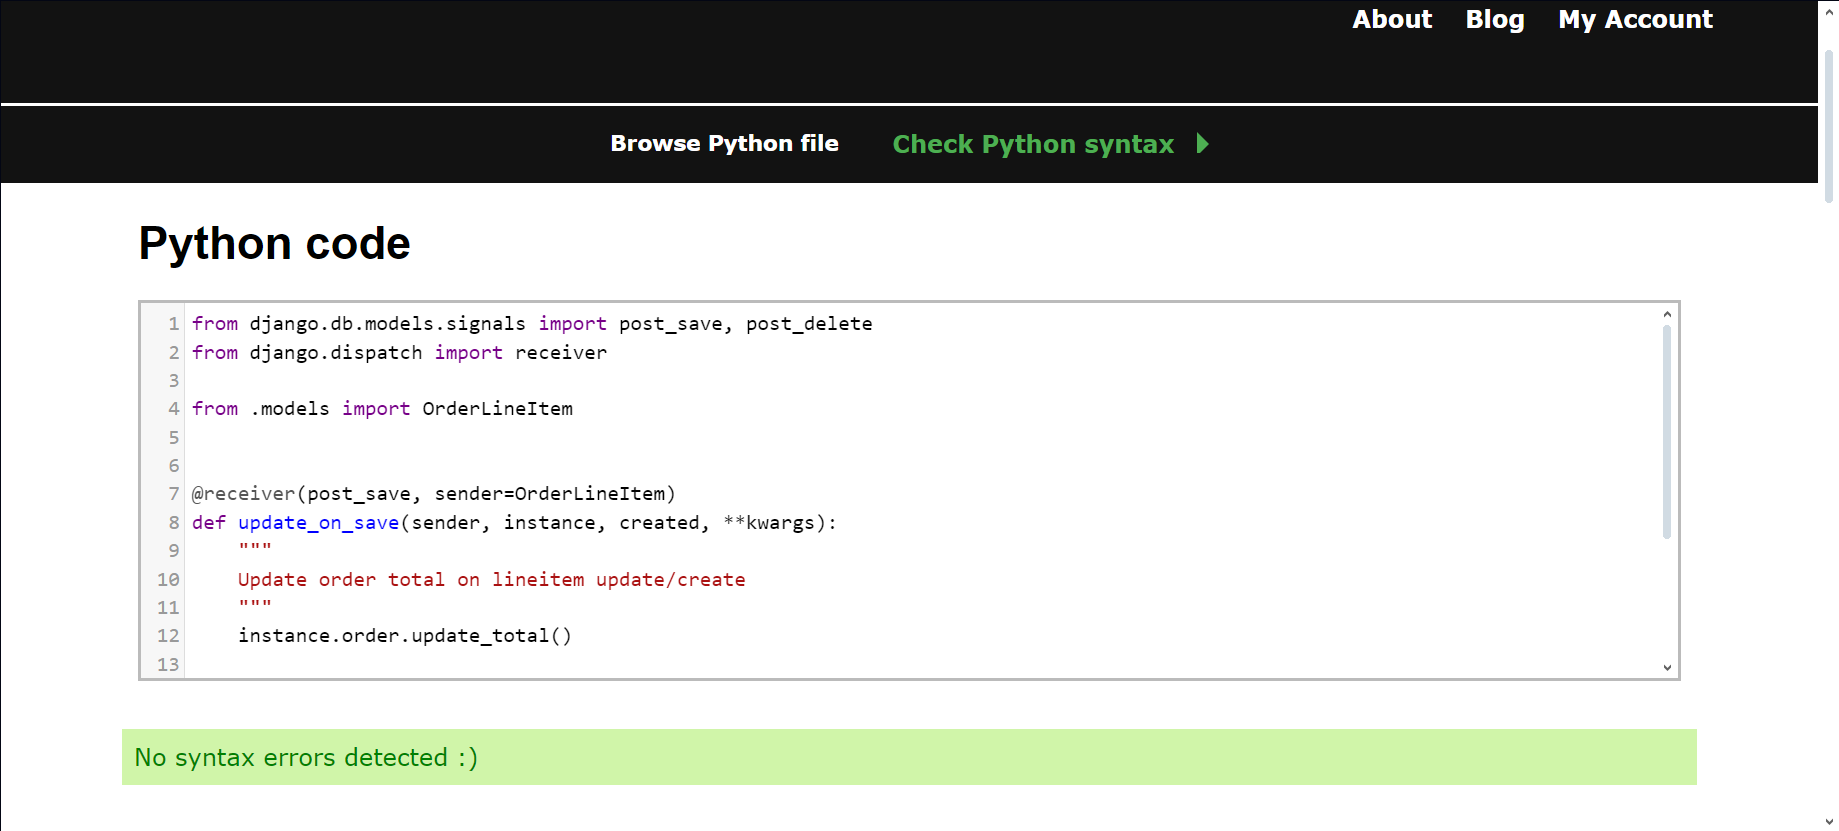 About Blog My Account
Browse Python file Check Python syntax
Python code
1 from django.db.models.signals import post_save, post_delete
2 from django.dispatch import receiver
3
4 from .models import OrderLineItem
5
6
7 @receiver(post_save, sender=OrderLineItem)
8 def update_on_save(sender, instance, created, **kwargs):
9     """
10     Update order total on lineitem update/create
11     """
12     instance.order.update_total()
13
No syntax errors detected :)